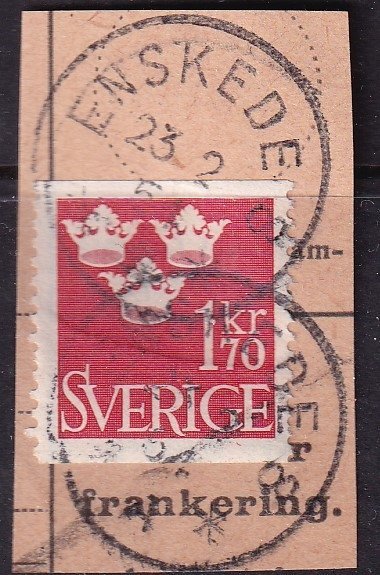 ENSKEDE
23 2
am-
1 kr
70
SVERIGE
frankering.